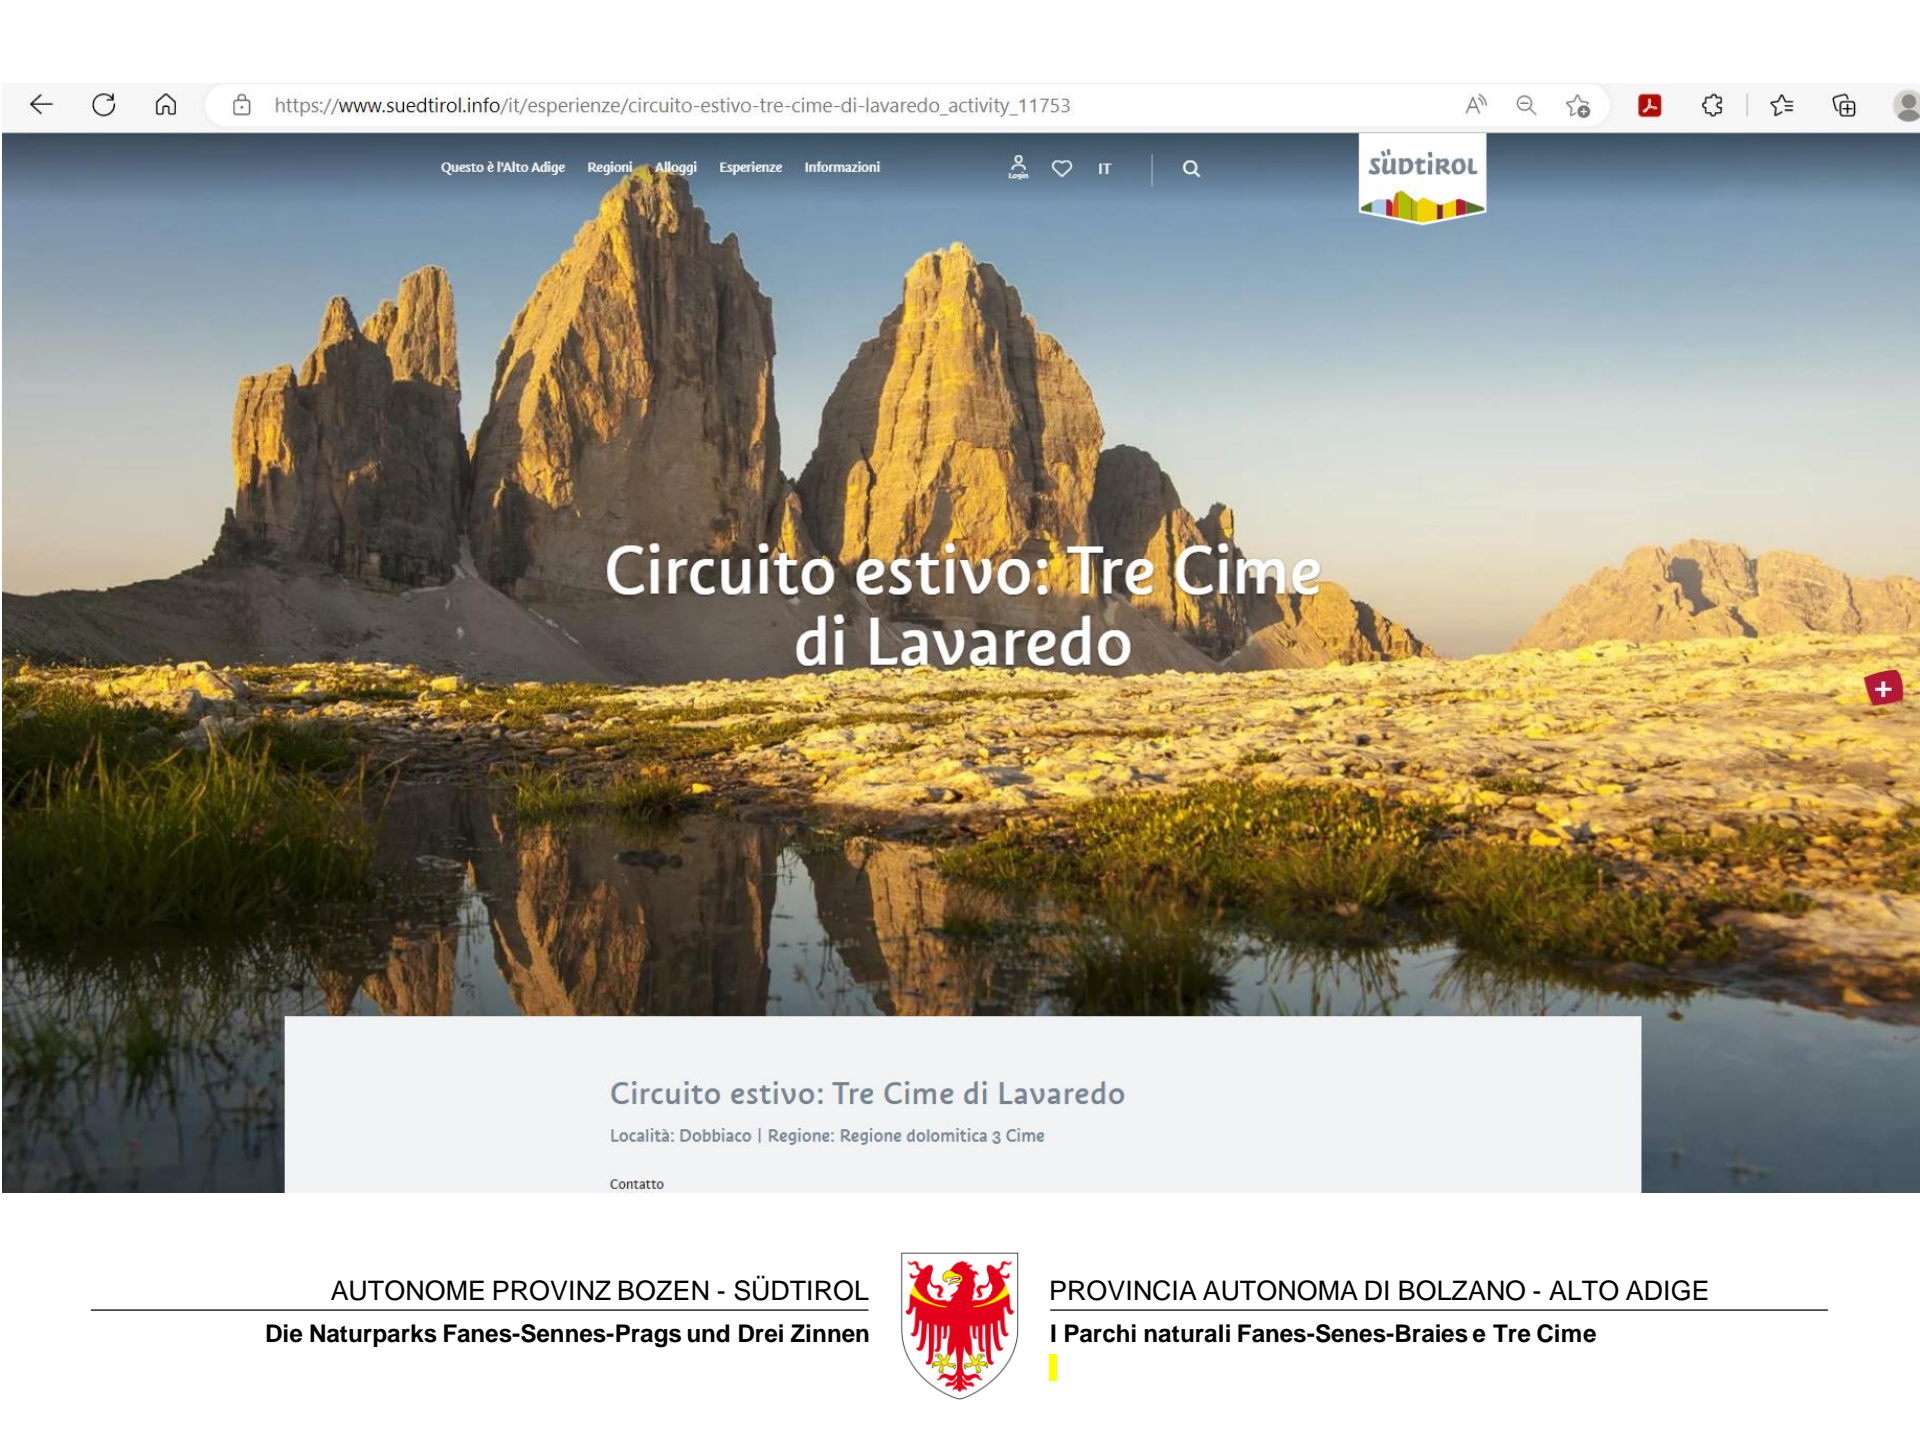 https://www.suedtirol.info/it/esperienze/circuito-estivo-tre-cime-di-lavaredo_activity_11753
Questo è l'Alto Adige Regioni Alloggi Esperienze Informazioni Login IT
südtirol
Circuito estivo: Tre Cime
di Lavaredo
Circuito estivo: Tre Cime di Lavaredo
Località: Dobbiaco | Regione: Regione dolomitica 3 Cime
Contatto
AUTONOME PROVINZ BOZEN - SÜDTIROL
Die Naturparks Fanes-Sennes-Prags und Drei Zinnen
PROVINCIA AUTONOMA DI BOLZANO - ALTO ADIGE
I Parchi naturali Fanes-Senes-Braies e Tre Cime